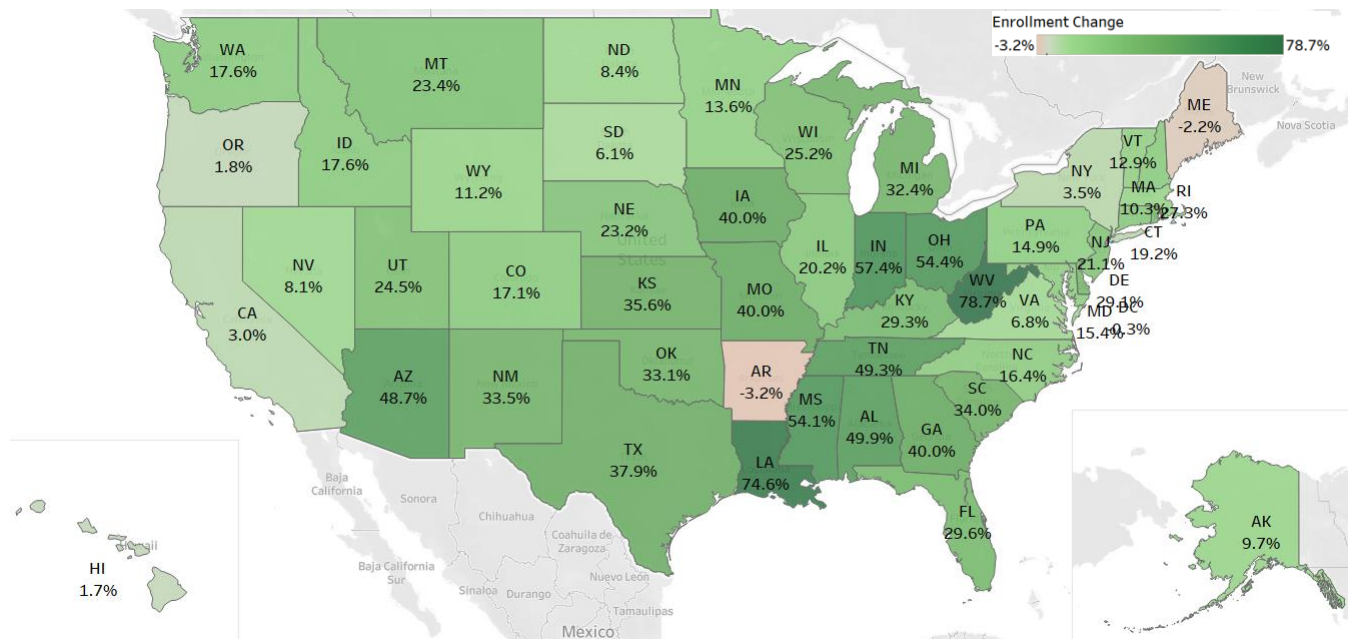 Enrollment Change
-3.2% 78.7%
WA
17.6%
MT
23.4%
ND
8.4%
MN
13.6%
ME
-2.2%
New
Brunswick
Nova Scotia
OR
1.8%
ID
17.6%
SD
6.1%
WI
25.2%
VT
12.9%
NY
3.5%
WY
11.2%
MI
32.4%
MA
10.3%
RI
27.3%
IA
40.0%
NE
23.2%
United
States
PA
14.9%
CT
19.2%
NJ
21.1%
NV
8.1%
UT
24.5%
CO
17.1%
IL
20.2%
IN
57.4%
OH
54.4%
DE
29.1%
WV
78.7%
VA
6.8%
MD
15.4%
DC
-0.3%
KS
35.6%
MO
40.0%
KY
29.3%
CA
3.0%
TN
49.3%
NC
16.4%
OK
33.1%
AR
-3.2%
AZ
48.7%
NM
33.5%
SC
34.0%
MS
54.1%
AL
49.9%
GA
40.0%
TX
37.9%
LA
74.6%
FL
29.6%
Baja
California
Sonora
Chihuahua
Coahuila de
Zaragoza
Baja California
Sur
Nuevo León
Sinaloa
Durango
Tamaulipas
Mexico
HI
1.7%
AK
9.7%